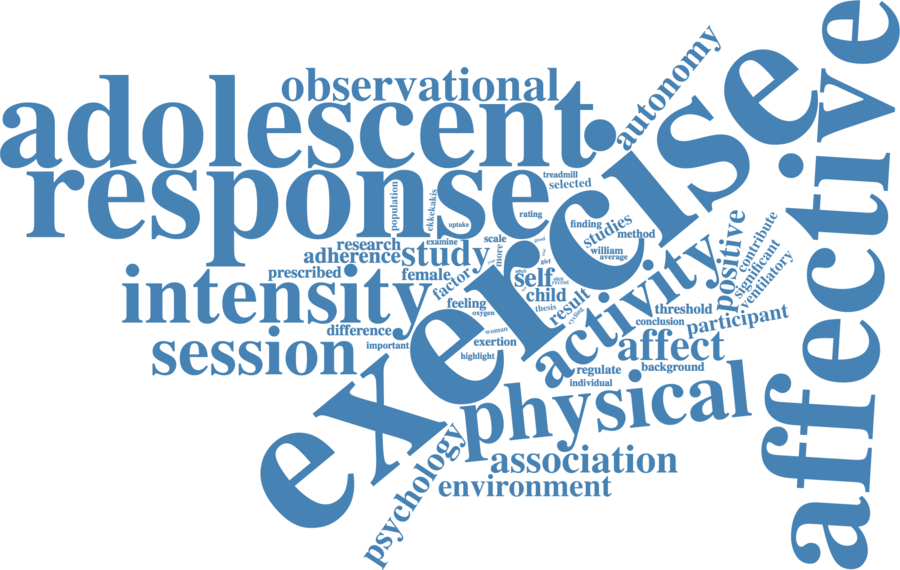 observational
adolescent
autonomy
exercise
affective
response
treadmill
selected
population
ekkekakis
uptake
rating
finding
studies
method
william
average
research
examine
scale
more
adherence
study
prescribed
female
factor
girl
self
recent
child
thesis
result
cycling
positive
contribute
significant
ventilatory
intensity
feeling
oxygen
activity
threshold
conclusion
participant
difference
important
woman
exertion
highlight
session
affect
background
regulate
individual
physical
psychology
association
environment